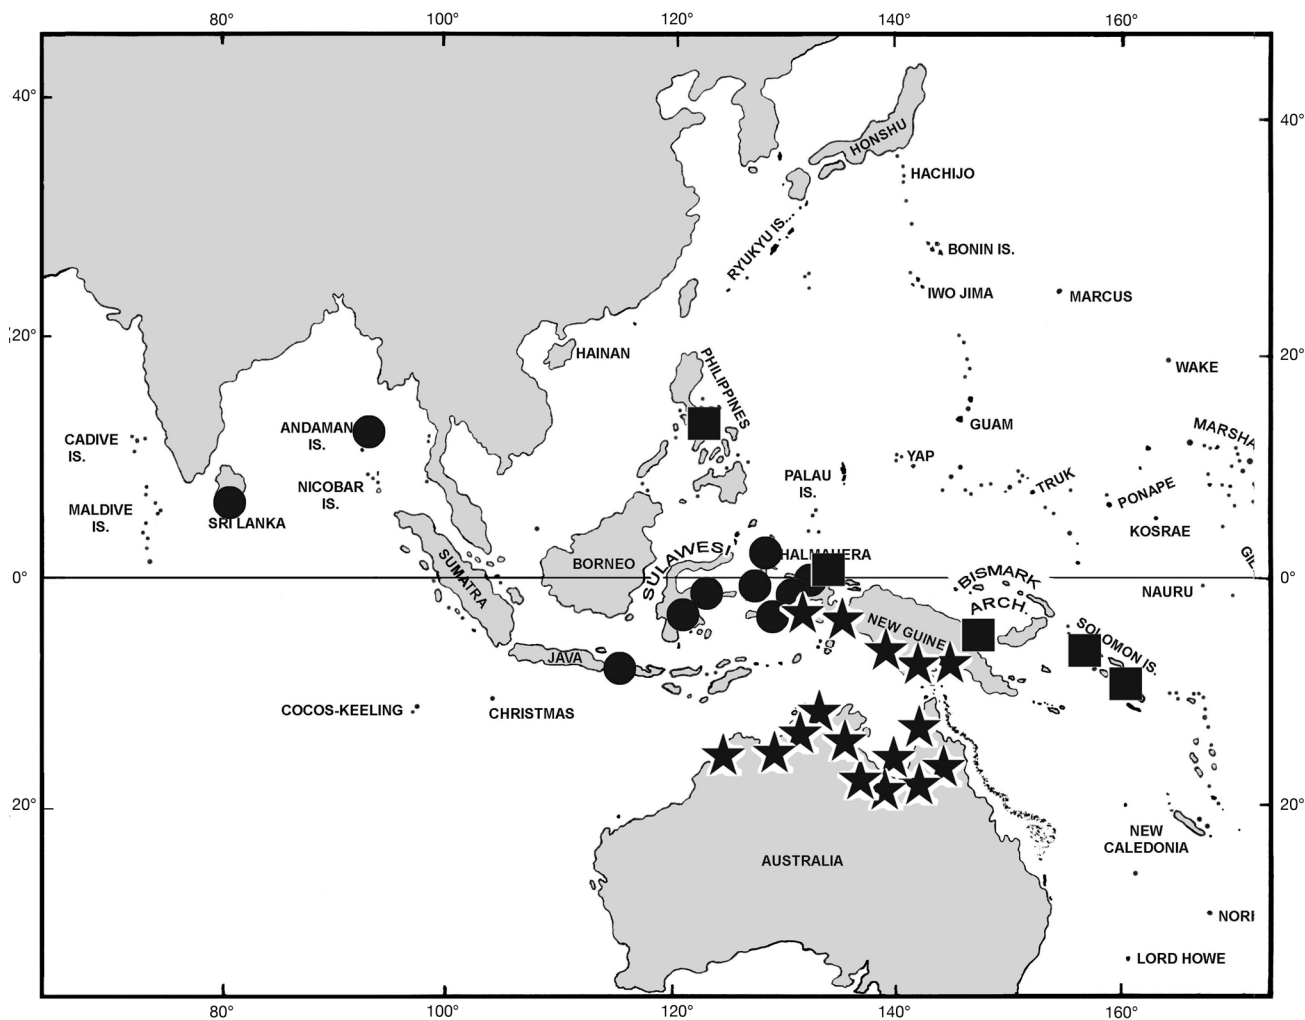 80° 100° 120° 140° 160°
40°
40°
HONSHU
HACHIJO
RYUKYU IS.
BONIN IS.
IWO JIMA
MARCUS
20°
20°
HAINAN
PHILIPPINES
WAKE
GUAM
MARSHA
ANDAMAN
IS.
CADIVE
IS.
YAP
PALAU
IS.
TRUK
PONAPE
NICOBAR
IS.
MALDIVE
IS.
SRI LANKA
KOSRAE
SULAWESI
HALMAHERA
BORNEO
SUMATRA
GIL
0°
0°
BISMARK
ARCH.
NAURU
NEW GUINE
SOLOMON IS.
JAVA
COCOS-KEELING
CHRISTMAS
20°
20°
NEW
CALEDONIA
AUSTRALIA
NORF
LORD HOWE
80° 100° 120° 140° 160°